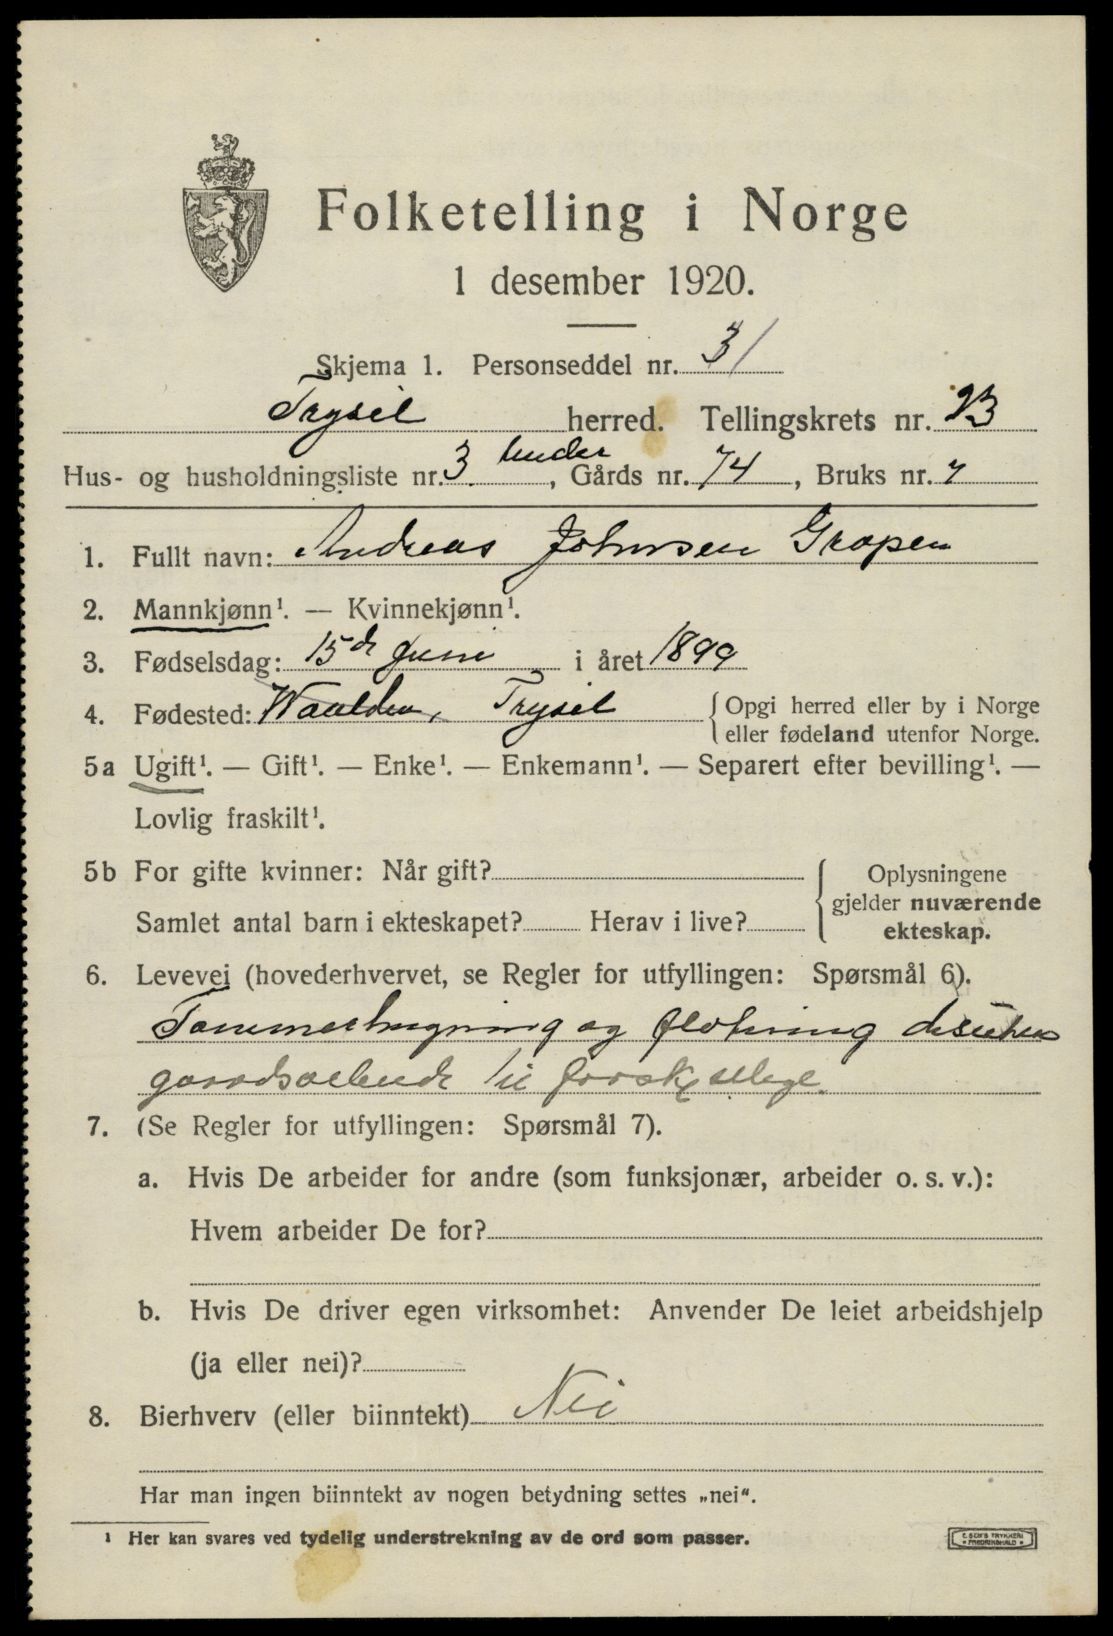 Folketelling i Norge
1 desember 1920.
Skjema 1. Personseddel nr. 31
Trysil herred. Tellingskrets nr. 23
Hus- og husholdningsliste nr. 3 under, Gårds nr. 74, Bruks nr. 7
1. Fullt navn: Andreas Johnsen Grapen
2. Mannkjønn¹. — Kvinnekjønn¹.
3. Fødselsdag: 15de Juni i året 1899
4. Fødested: Trysil { Opgi herred eller by i Norge
eller fødeland utenfor Norge.
5a Ugift¹. — Gift¹. — Enke¹. — Enkemann¹. — Separert efter bevilling¹. —
Lovlig fraskilt¹.
5b For gifte kvinner: Når gift? { Oplysningene
gjelder nuværende
Samlet antal barn i ekteskapet? Herav i live? ekteskap.
6. Levevei (hovederhvervet, se Regler for utfyllingen: Spørsmål 6).
Tømmerhugning og fløtning desuten
gaardsarbeide
7. (Se Regler for utfyllingen: Spørsmål 7).
a. Hvis De arbeider for andre (som funksjonær, arbeider o. s. v.):
Hvem arbeider De for?
b. Hvis De driver egen virksomhet: Anvender De leiet arbeidshjelp
(ja eller nei)?
8. Bierhverv (eller biinntekt) Nei
Har man ingen biinntekt av nogen betydning settes „nei“.
¹ Her kan svares ved tydelig understrekning av de ord som passer.